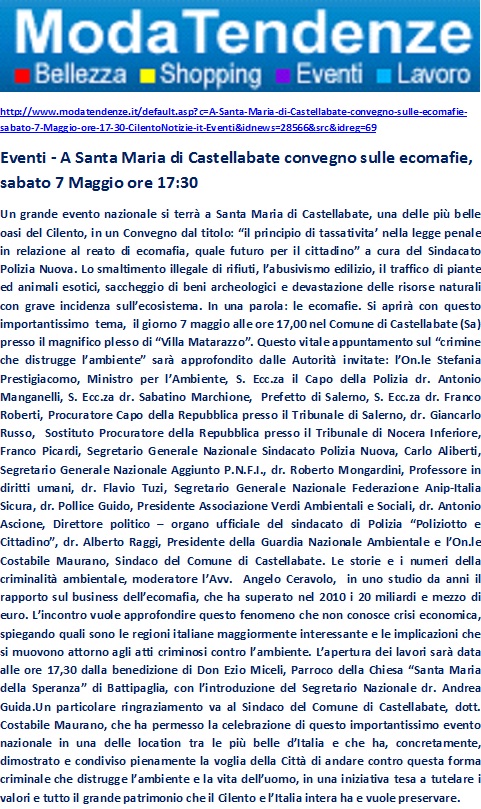 ModaTendenze
Bellezza Shopping Eventi Lavoro
http://www.modatendenze.it/default.asp?c=A-Santa-Maria-di-Castellabate-convegno-sulle-ecomafie-
sabato-7-Maggio-ore-17-30-CilentoNotizie-it-Eventi&idnews=28566&src&idreg=69
Eventi - A Santa Maria di Castellabate convegno sulle ecomafie,
sabato 7 Maggio ore 17:30
Un grande evento nazionale si terrà a Santa Maria di Castellabate, una delle più belle
oasi del Cilento, in un Convegno dal titolo: “il principio di tassativita’ nella legge penale
in relazione al reato di ecomafia, quale futuro per il cittadino” a cura del Sindacato
Polizia Nuova. Lo smaltimento illegale di rifiuti, l’abusivismo edilizio, il traffico di piante
ed animali esotici, saccheggio di beni archeologici e devastazione delle risorse naturali
con grave incidenza sull’ecosistema. In una parola: le ecomafie. Si aprirà con questo
importantissimo tema, il giorno 7 maggio alle ore 17,00 nel Comune di Castellabate (Sa)
presso il magnifico plesso di “Villa Matarazzo”. Questo vitale appuntamento sul “crimine
che distrugge l’ambiente” sarà approfondito dalle Autorità invitate: l’On.le Stefania
Prestigiacomo, Ministro per l’Ambiente, S. Ecc.za il Capo della Polizia dr. Antonio
Manganelli, S. Ecc.za dr. Sabatino Marchione, Prefetto di Salerno, S. Ecc.za dr. Franco
Roberti, Procuratore Capo della Repubblica presso il Tribunale di Salerno, dr. Giancarlo
Russo, Sostituto Procuratore della Repubblica presso il Tribunale di Nocera Inferiore,
Franco Picardi, Segretario Generale Nazionale Sindacato Polizia Nuova, Carlo Aliberti,
Segretario Generale Nazionale Aggiunto P.N.F.I., dr. Roberto Mongardini, Professore in
diritti umani, dr. Flavio Tuzi, Segretario Generale Nazionale Federazione Anip-Italia
Sicura, dr. Pollice Guido, Presidente Associazione Verdi Ambientali e Sociali, dr. Antonio
Ascione, Direttore politico – organo ufficiale del sindacato di Polizia “Poliziotto e
Cittadino”, dr. Alberto Raggi, Presidente della Guardia Nazionale Ambientale e l’On.le
Costabile Maurano, Sindaco del Comune di Castellabate. Le storie e i numeri della
criminalità ambientale, moderatore l’Avv. Angelo Ceravolo, in uno studio da anni il
rapporto sul business dell’ecomafia, che ha superato nel 2010 i 20 miliardi e mezzo di
euro. L’incontro vuole approfondire questo fenomeno che non conosce crisi economica,
spiegando quali sono le regioni italiane maggiormente interessante e le implicazioni che
si muovono attorno agli atti criminosi contro l’ambiente. L’apertura dei lavori sarà data
alle ore 17,30 dalla benedizione di Don Ezio Miceli, Parroco della Chiesa “Santa Maria
della Speranza” di Battipaglia, con l’introduzione del Segretario Nazionale dr. Andrea
Guida.Un particolare ringraziamento va al Sindaco del Comune di Castellabate, dott.
Costabile Maurano, che ha permesso la celebrazione di questo importantissimo evento
nazionale in una delle location tra le più belle d’Italia e che ha, concretamente,
dimostrato e condiviso pienamente la voglia della Città di andare contro questa forma
criminale che distrugge l’ambiente e la vita dell’uomo, in una iniziativa tesa a tutelare i
valori e tutto il grande patrimonio che il Cilento e l’Italia intera ha e vuole preservare.